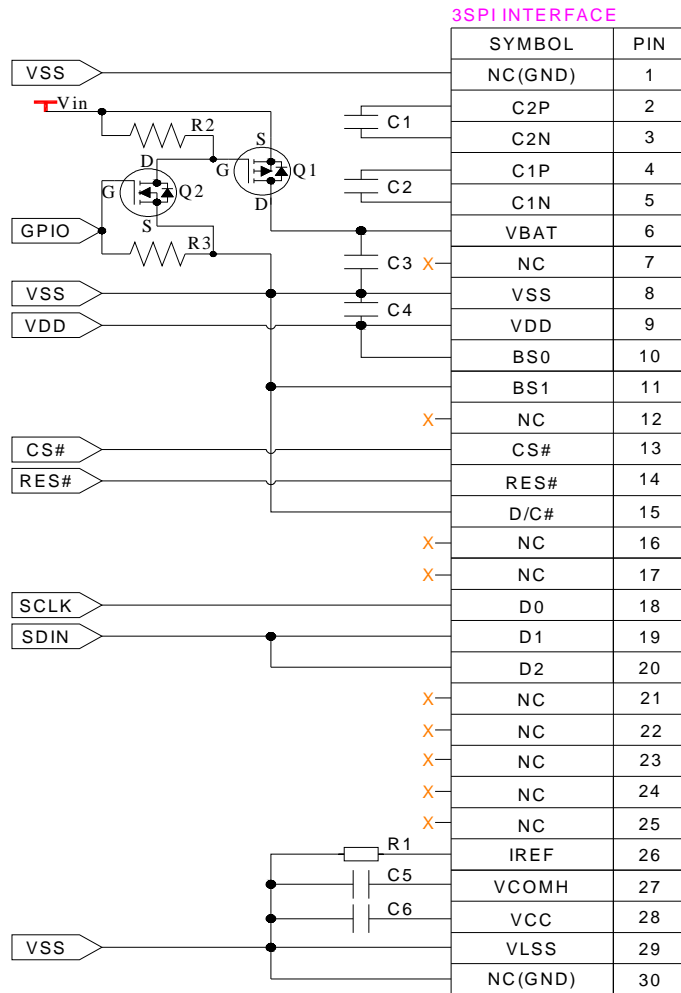 3SPI INTERFACE
SYMBOL PIN
VSS NC(GND) 1
Vin C2P 2
R2 C1 C2N 3
S
D G Q1 C1P 4
G Q2 C2 C1N 5
D
S
GPIO VBAT 6
R3 C3 X NC 7
VSS VSS 8
C4
VDD VDD 9
BS0 10
BS1 11
X NC 12
CS# CS# 13
RES# RES# 14
D/C# 15
X NC 16
X NC 17
SCLK D0 18
SDIN D1 19
D2 20
X NC 21
X NC 22
X NC 23
X NC 24
X NC 25
R1 IREF 26
C5 VCOMH 27
C6 VCC 28
VSS VLSS 29
NC(GND) 30